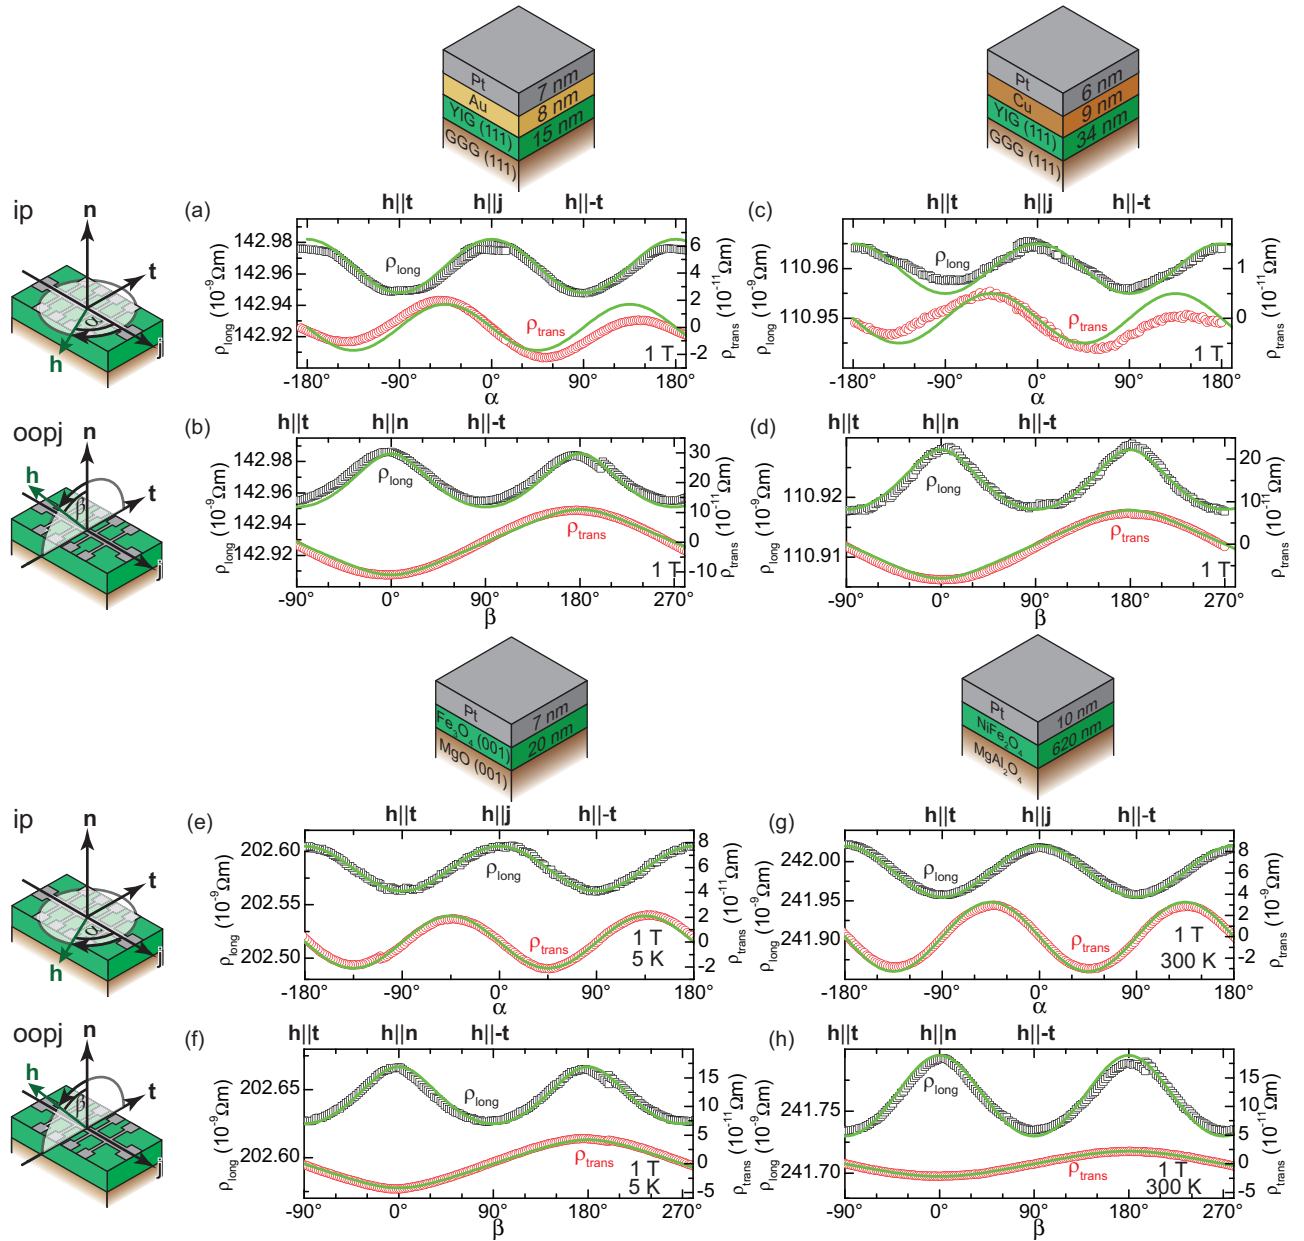 Pt
7 nm
Au
8 nm
YIG (111)
15 nm
GGG (111)
Pt
6 nm
Cu
9 nm
YIG (111)
34 nm
GGG (111)
ip
n
t
α
h
j
(a)
h||t
h||j
h||-t
ρlong (10⁻⁹Ωm)
142.98
142.96
142.94
142.92
ρlong
ρtrans
1 T
6
4
2
0
-2
ρtrans (10⁻¹¹Ωm)
-180°
-90°
0°
90°
180°
α
(c)
h||t
h||j
h||-t
ρlong (10⁻⁹Ωm)
110.96
110.95
ρlong
ρtrans
1 T
1
0
ρtrans (10⁻¹¹Ωm)
-180°
-90°
0°
90°
180°
α
oopj
n
h
β
t
j
(b)
h||t
h||n
h||-t
ρlong (10⁻⁹Ωm)
142.98
142.96
142.94
142.92
ρlong
ρtrans
1 T
30
20
10
0
-10
ρtrans (10⁻¹¹Ωm)
-90°
0°
90°
180°
270°
β
(d)
h||t
h||n
h||-t
ρlong (10⁻⁹Ωm)
110.92
110.91
ρlong
ρtrans
1 T
20
10
0
ρtrans (10⁻¹¹Ωm)
-90°
0°
90°
180°
270°
β
Pt
7 nm
Fe₃O₄ (001)
20 nm
MgO (001)
Pt
10 nm
NiFe₂O₄
620 nm
MgAl₂O₄
ip
n
t
α
h
j
(e)
h||t
h||j
h||-t
ρlong (10⁻⁹Ωm)
202.60
202.55
202.50
ρlong
ρtrans
1 T
5 K
8
6
4
2
0
-2
ρtrans (10⁻¹¹Ωm)
-180°
-90°
0°
90°
180°
α
(g)
h||t
h||j
h||-t
ρlong (10⁻⁹Ωm)
242.00
241.95
241.90
ρlong
ρtrans
1 T
300 K
8
6
3
0
-3
ρtrans (10⁻⁹Ωm)
-180°
-90°
0°
90°
180°
α
oopj
n
h
β
t
j
(f)
h||t
h||n
h||-t
ρlong (10⁻⁹Ωm)
202.65
202.60
ρlong
ρtrans
1 T
5 K
15
10
5
0
-5
ρtrans (10⁻¹¹Ωm)
-90°
0°
90°
180°
270°
β
(h)
h||t
h||n
h||-t
ρlong (10⁻⁹Ωm)
241.75
241.70
ρlong
ρtrans
1 T
300 K
15
10
5
0
-5
ρtrans (10⁻¹¹Ωm)
-90°
0°
90°
180°
270°
β